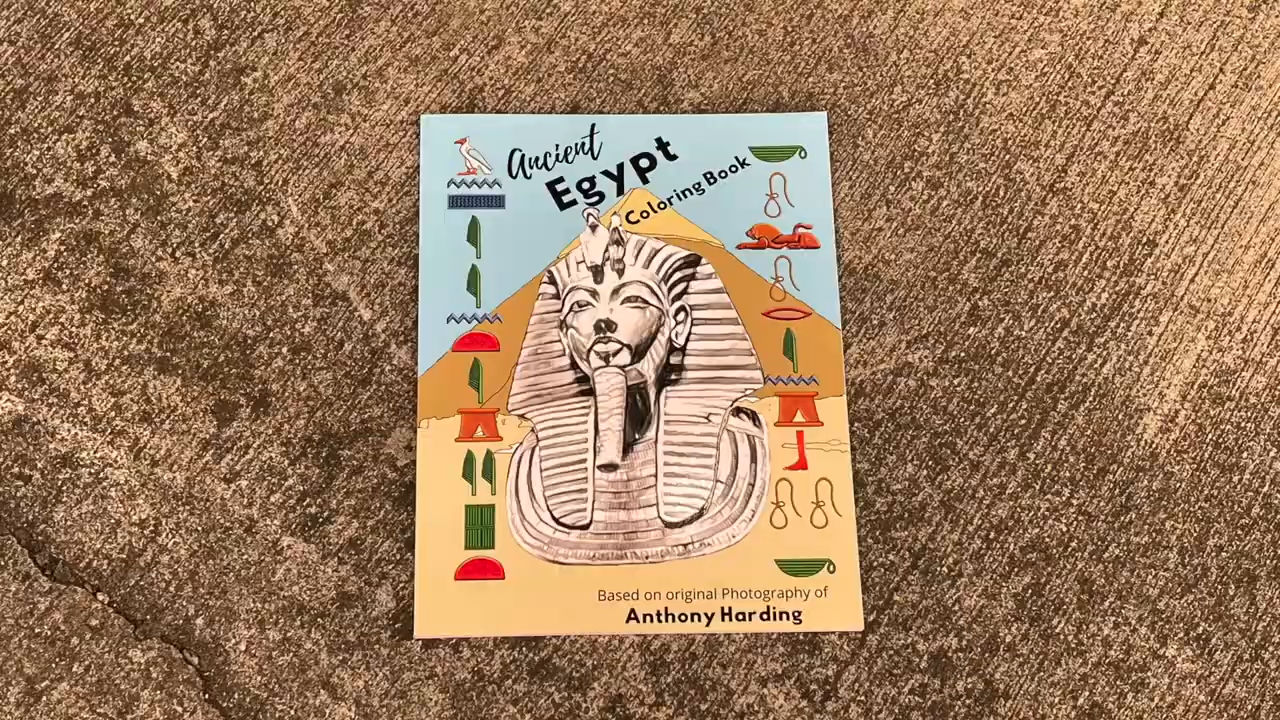 Ancient
Egypt
Coloring Book
Based on original Photography of
Anthony Harding